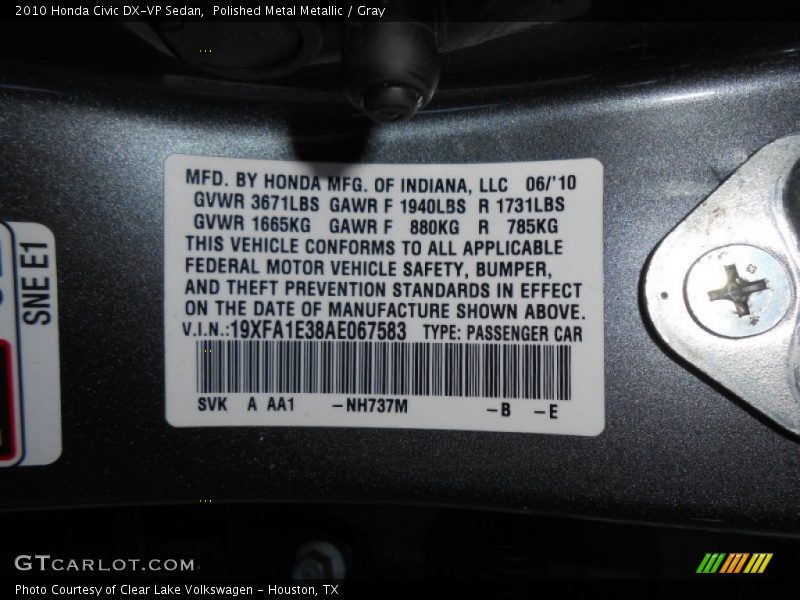 2010 Honda Civic DX-VP Sedan, Polished Metal Metallic / Gray
MFD. BY HONDA MFG. OF INDIANA, LLC 06/'10
GVWR 3671LBS GAWR F 1940LBS R 1731LBS
GVWR 1665KG GAWR F 880KG R 785KG
THIS VEHICLE CONFORMS TO ALL APPLICABLE
FEDERAL MOTOR VEHICLE SAFETY, BUMPER,
AND THEFT PREVENTION STANDARDS IN EFFECT
ON THE DATE OF MANUFACTURE SHOWN ABOVE.
V.I.N.:19XFA1E38AE067583 TYPE: PASSENGER CAR
SVK A AA1 -NH737M -B -E
SNE E1
GTCARLOT.COM
Photo Courtesy of Clear Lake Volkswagen - Houston, TX